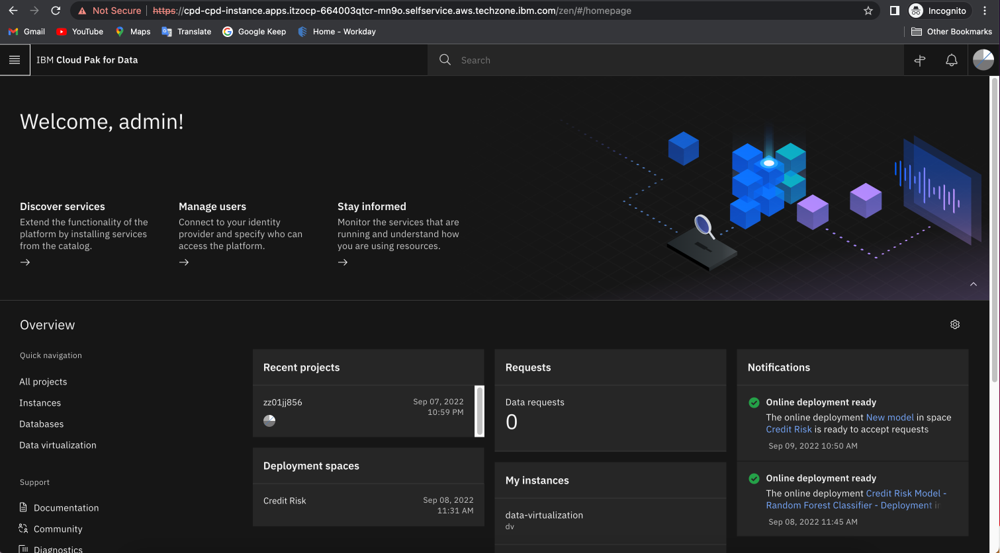 Not Secure | https://cpd-cpd-instance.apps.itzocp-664003qtcr-mn9o.selfservice.aws.techzone.ibm.com/zen/#/homepage
Incognito
Gmail
YouTube
Maps
Translate
Google Keep
Home - Workday
Other Bookmarks
IBM Cloud Pak for Data
Search
Welcome, admin!
Discover services
Extend the functionality of the
platform by installing services
from the catalog.
Manage users
Connect to your identity
provider and specify who can
access the platform.
Stay informed
Monitor the services that are
running and understand how
you are using resources.
Overview
Quick navigation
All projects
Instances
Databases
Data virtualization
Support
Documentation
Community
Diagnostics
Recent projects
zz01jj856
Sep 07, 2022
10:59 PM
Deployment spaces
Credit Risk
Sep 08, 2022
11:31 AM
Requests
Data requests
0
My instances
data-virtualization
dv
Notifications
Online deployment ready
The online deployment New model in space
Credit Risk is ready to accept requests
Sep 09, 2022 10:50 AM
Online deployment ready
The online deployment Credit Risk Model -
Random Forest Classifier - Deployment in
Sep 08, 2022 11:45 AM